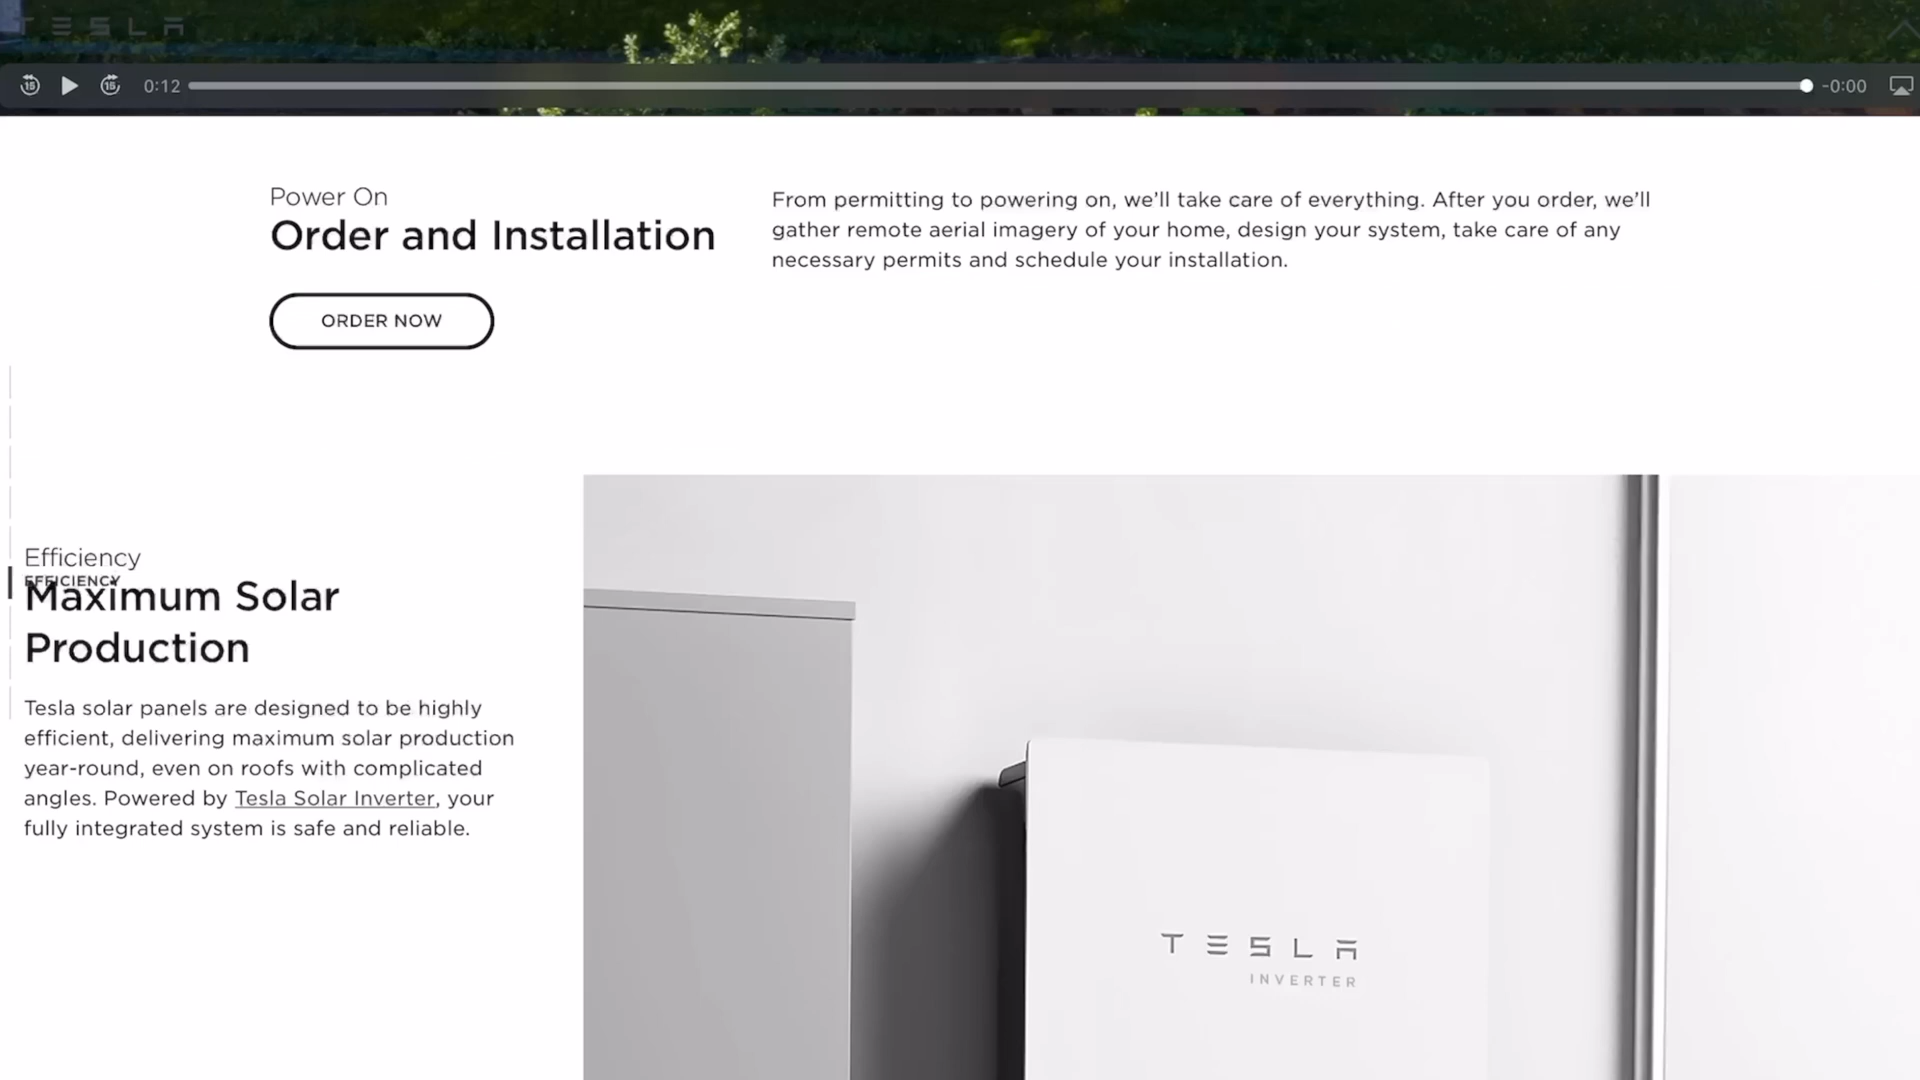 TESLA
15 15 0:12 -0:00
Power On
Order and Installation
ORDER NOW
From permitting to powering on, we’ll take care of everything. After you order, we’ll
gather remote aerial imagery of your home, design your system, take care of any
necessary permits and schedule your installation.
Efficiency
EFFICIENCY
Maximum Solar
Production
Tesla solar panels are designed to be highly
efficient, delivering maximum solar production
year-round, even on roofs with complicated
angles. Powered by Tesla Solar Inverter, your
fully integrated system is safe and reliable.
TESLA
INVERTER